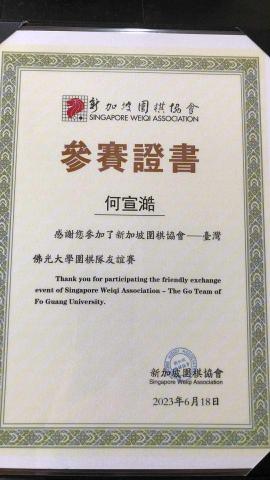 新加坡圍棋協會
SINGAPORE WEIQI ASSOCIATION
參賽證書
何宣澔
感謝您參加了新加坡圍棋協會——臺灣
佛光大學圍棋隊友誼賽
Thank you for participating the friendly exchange
event of Singapore Weiqi Association – The Go Team of
Fo Guang University.
新加坡圍棋協會
Singapore Weiqi Association
2023年6月18日